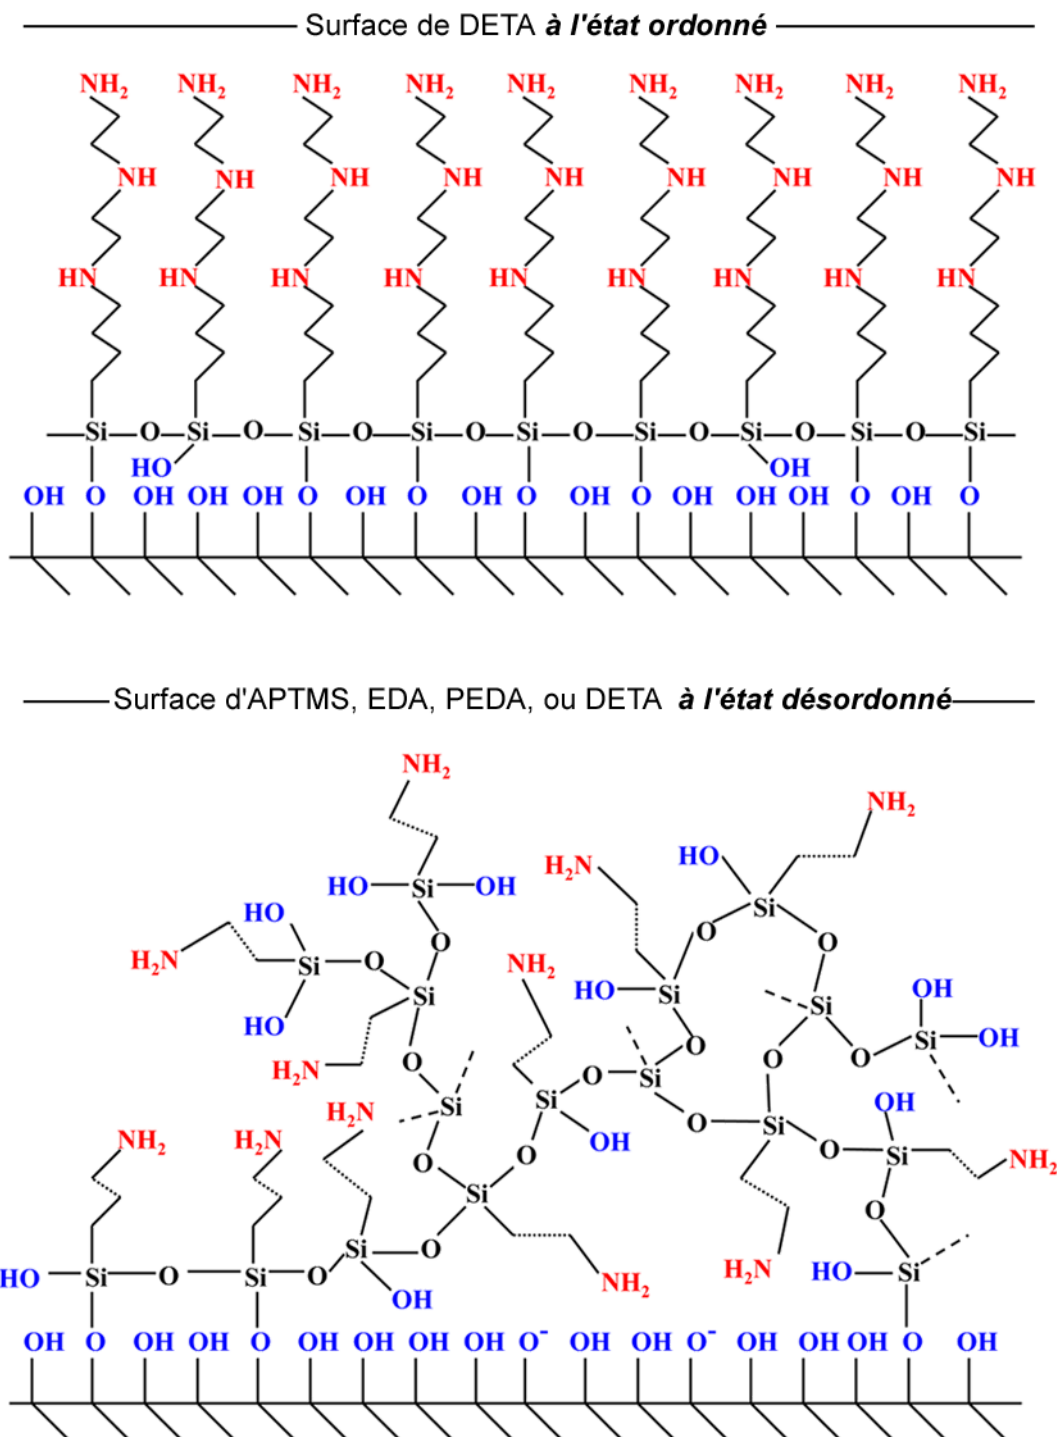 Surface de DETA à l'état ordonné
NH2 NH2 NH2 NH2 NH2 NH2 NH2 NH2 NH2
NH NH NH NH NH NH NH NH NH
HN HN HN HN HN HN HN HN HN
Si O Si O Si O Si O Si O Si O Si O Si O Si
HO OH
OH O OH OH OH O OH O OH O OH O OH OH OH O OH O
Surface d'APTMS, EDA, PEDA, ou DETA à l'état désordonné
NH2
NH2
HO
H2N
HO Si OH
Si
HO
O
O O
H2N NH2
Si O
Si HO Si OH
Si
HO
Si OH
O O
O O
H2N O Si
Si Si OH
H2N
O Si
OH
NH2 H2N O O Si NH2
Si
O
O Si
HO Si O Si O O
H2N HO Si
NH2
OH
OH O OH OH O OH OH OH OH O- OH OH O- OH OH OH O OH